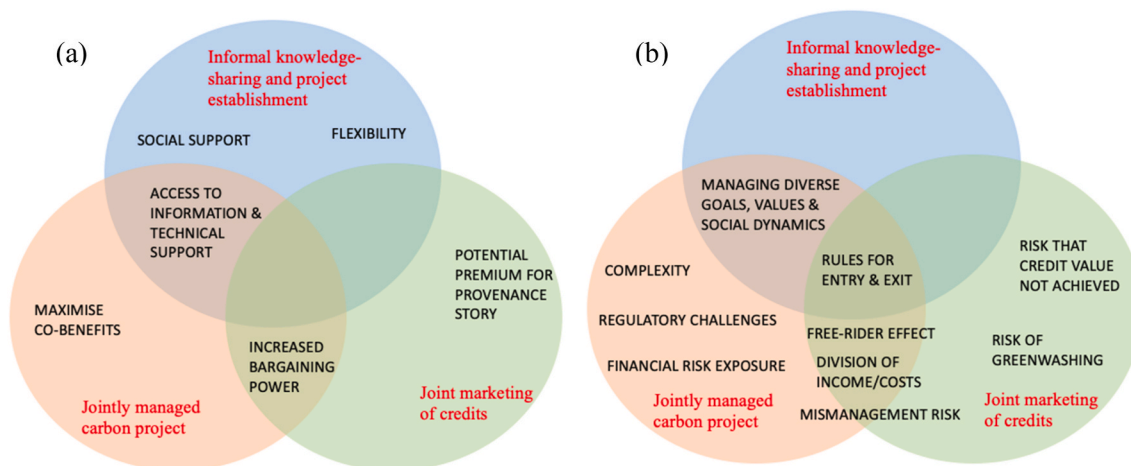 (a)
Informal knowledge-
sharing and project
establishment
SOCIAL SUPPORT
FLEXIBILITY
ACCESS TO
INFORMATION &
TECHNICAL
SUPPORT
POTENTIAL
PREMIUM FOR
PROVENANCE
STORY
MAXIMISE
CO-BENEFITS
INCREASED
BARGAINING
POWER
Jointly managed
carbon project
Joint marketing
of credits
(b)
Informal knowledge-
sharing and project
establishment
MANAGING DIVERSE
GOALS, VALUES &
SOCIAL DYNAMICS
COMPLEXITY
RULES FOR
ENTRY & EXIT
RISK THAT
CREDIT VALUE
NOT ACHIEVED
REGULATORY CHALLENGES
FREE-RIDER EFFECT
RISK OF
GREENWASHING
FINANCIAL RISK EXPOSURE
DIVISION OF
INCOME/COSTS
MISMANAGEMENT RISK
Jointly managed
carbon project
Joint marketing
of credits